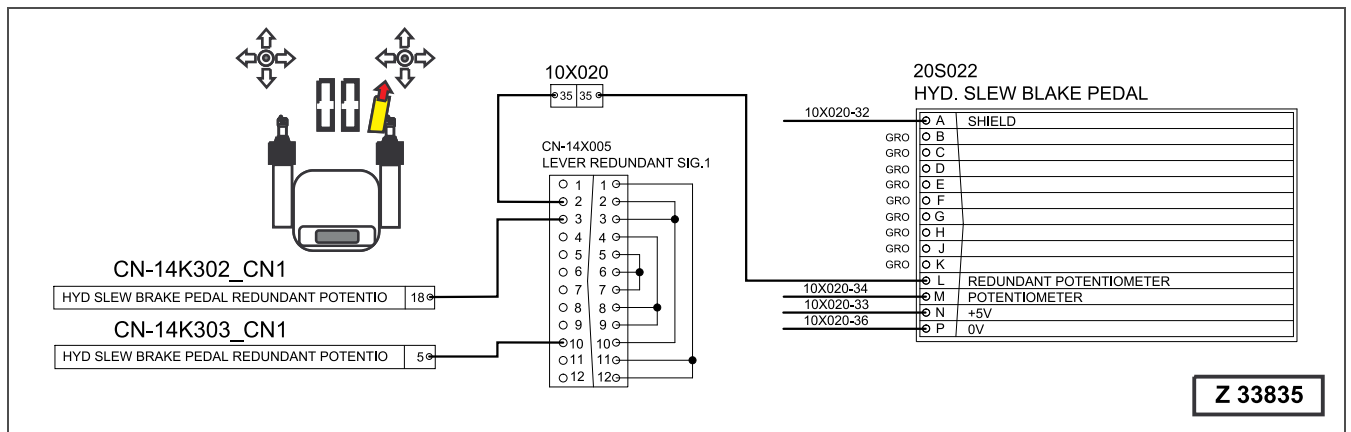 10X020
35 35
20S022
HYD. SLEW BLAKE PEDAL
10X020-32
A SHIELD
GRO B
GRO C
GRO D
GRO E
GRO F
GRO G
GRO H
GRO J
GRO K
L REDUNDANT POTENTIOMETER
10X020-34 M POTENTIOMETER
10X020-33 N +5V
10X020-36 P 0V
CN-14X005
LEVER REDUNDANT SIG.1
1 1
2 2
3 3
4 4
5 5
6 6
7 7
8 8
9 9
10 10
11 11
12 12
CN-14K302_CN1
HYD SLEW BRAKE PEDAL REDUNDANT POTENTIO 18
CN-14K303_CN1
HYD SLEW BRAKE PEDAL REDUNDANT POTENTIO 5
Z 33835